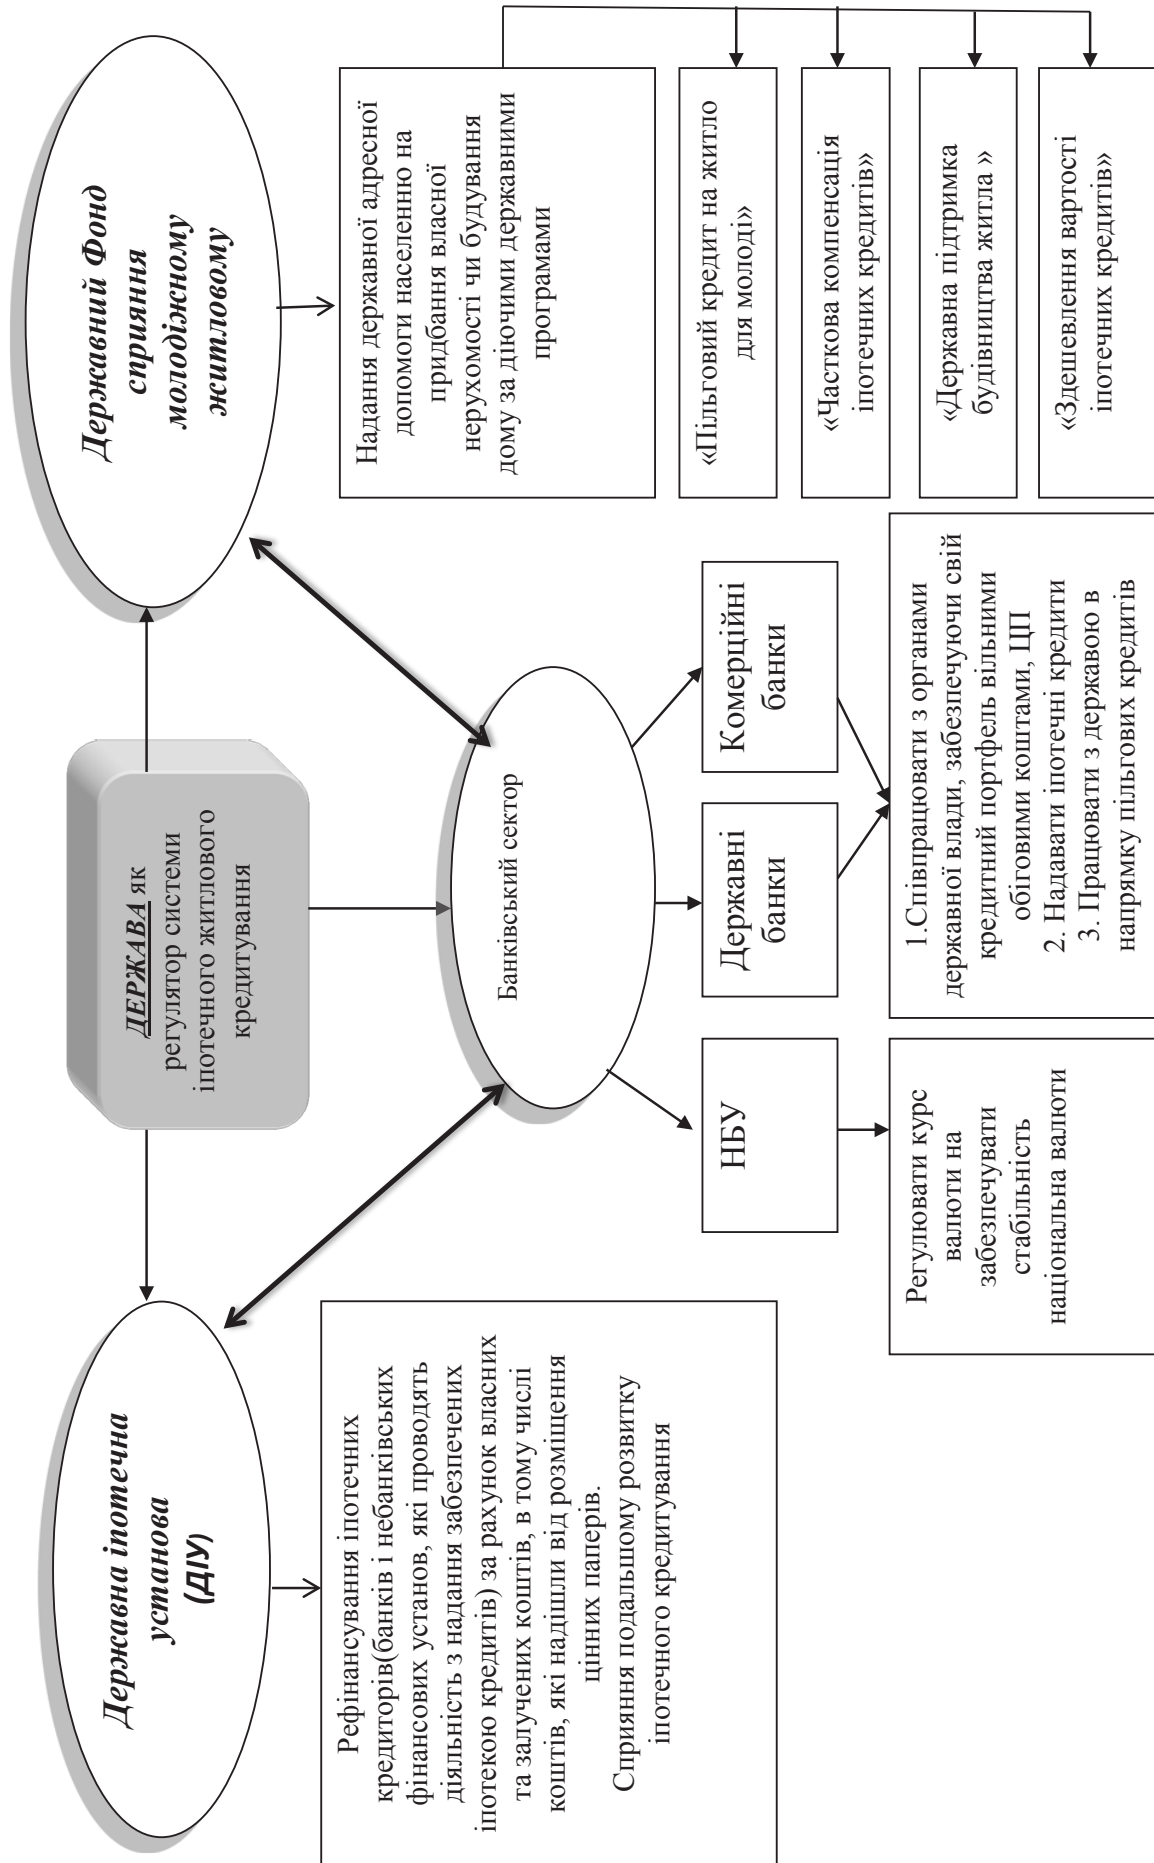 ДЕРЖАВА як
регулятор системи
іпотечного житлового
кредитування
Державна іпотечна
установа
(ДІУ)
Державний Фонд
сприяння
молодіжному
житловому
Банківський сектор
Рефінансування іпотечних
кредиторів(банків і небанківських
фінансових установ, які проводять
діяльність з надання забезпечених
іпотекою кредитів) за рахунок власних
та залучених коштів, в тому числі
коштів, які надішли від розміщення
цінних паперів.
Сприяння подальшому розвитку
іпотечного кредитування
НБУ
Державні
банки
Комерційні
банки
Регулювати курс
валюти на
забезпечувати
стабільність
національна валюти
1.Співпрацювати з органами
державної влади, забезпечуючи свій
кредитний портфель вільними
обіговими коштами, ЦП
2. Надавати іпотечні кредити
3. Працювати з державою в
напрямку пільгових кредитів
Надання державної адресної
допомоги населенню на
придбання власної
нерухомості чи будування
дому за діючими державними
програмами
«Пільговий кредит на житло
для молоді»
«Часткова компенсація
іпотечних кредитів»
«Державна підтримка
будівництва житла »
«Здешевлення вартості
іпотечних кредитів»